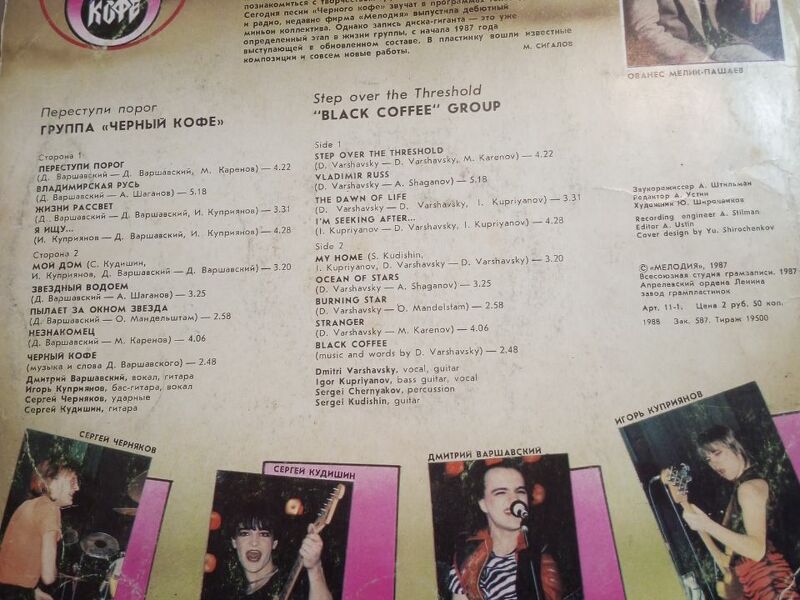 КОФЕ
познакомиться с творчеством
Сегодня песни «Черного кофе» звучат в программах
и радио, недавно фирма «Мелодия» выпустила дебютный
миньон коллектива. Однако запись диска-гиганта — это уже
определенный этап в жизни группы, с начала 1987 года
выступающей в обновленном составе. В пластинку вошли известные
композиции и совсем новые работы.
М. СИГАЛОВ
ОВАНЕС МЕЛИК-ПАШАЕВ
Переступи порог
ГРУППА «ЧЕРНЫЙ КОФЕ»
Сторона 1
ПЕРЕСТУПИ ПОРОГ
(Д. Варшавский — Д. Варшавский, М. Каренов) — 4.22
ВЛАДИМИРСКАЯ РУСЬ
(Д. Варшавский — А. Шаганов) — 5.18
ЖИЗНИ РАССВЕТ
(Д. Варшавский — Д. Варшавский, И. Куприянов) — 3.31
Я ИЩУ...
(И. Куприянов — Д. Варшавский, И. Куприянов) — 4.28
Сторона 2
МОЙ ДОМ (С. Кудишин,
И. Куприянов, Д. Варшавский — Д. Варшавский) — 3.20
ЗВЕЗДНЫЙ ВОДОЕМ
(Д. Варшавский — А. Шаганов) — 3.25
ПЫЛАЕТ ЗА ОКНОМ ЗВЕЗДА
(Д. Варшавский — О. Мандельштам) — 2.58
НЕЗНАКОМЕЦ
(Д. Варшавский — М. Каренов) — 4.06
ЧЕРНЫЙ КОФЕ
(музыка и слова Д. Варшавского) — 2.48
Дмитрий Варшавский, вокал, гитара
Игорь Куприянов, бас-гитара, вокал
Сергей Черняков, ударные
Сергей Кудишин, гитара
Step over the Threshold
"BLACK COFFEE" GROUP
Side 1
STEP OVER THE THRESHOLD
(D. Varshavsky — D. Varshavsky, M. Karenov) — 4.22
VLADIMIR RUSS
(D. Varshavsky — A. Shaganov) — 5.18
THE DAWN OF LIFE
(D. Varshavsky — D. Varshavsky, I. Kupriyanov) — 3.31
I'M SEEKING AFTER...
(I. Kupriyanov — D. Varshavsky, I. Kupriyanov) — 4.28
Side 2
MY HOME (S. Kudishin,
I. Kupriyanov, D. Varshavsky — D. Varshavsky) — 3.20
OCEAN OF STARS
(D. Varshavsky — A. Shaganov) — 3.25
BURNING STAR
(D. Varshavsky — O. Mandelstam) — 2.58
STRANGER
(D. Varshavsky — M. Karenov) — 4.06
BLACK COFFEE
(music and words by D. Varshavsky) — 2.48
Dmitri Varshavsky, vocal, guitar
Igor Kupriyanov, bass guitar, vocal
Sergei Chernyakov, percussion
Sergei Kudishin, guitar
Звукорежиссер А. Штильман
Редактор А. Устин
Художник Ю. Широченков
Recording engineer A. Stilman
Editor A. Ustin
Cover design by Yu. Shirochenkov
© «МЕЛОДИЯ», 1987
Всесоюзная студия грамзаписи, 1987
Апрелевский ордена Ленина
завод грампластинок
Арт. 11-1. Цена 2 руб. 50 коп.
1988 Зак. 587. Тираж 19500
СЕРГЕЙ ЧЕРНЯКОВ
СЕРГЕЙ КУДИШИН
ДМИТРИЙ ВАРШАВСКИЙ
ИГОРЬ КУПРИЯНОВ